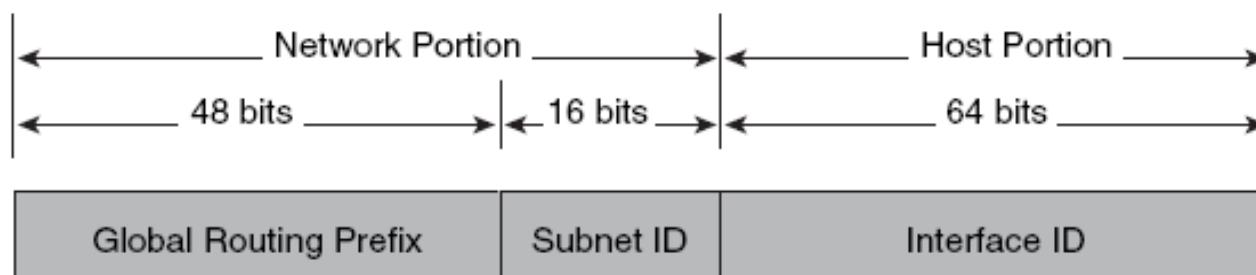 Network Portion Host Portion
48 bits 16 bits 64 bits
Global Routing Prefix Subnet ID Interface ID